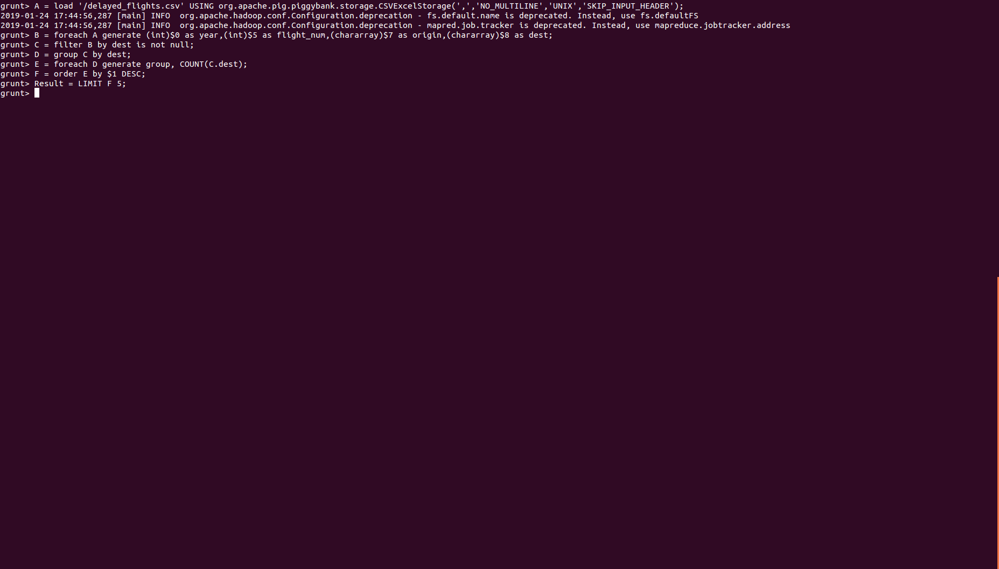 grunt> A = load '/delayed_flights.csv' USING org.apache.pig.piggybank.storage.CSVExcelStorage(',','NO_MULTILINE','UNIX','SKIP_INPUT_HEADER');
2019-01-24 17:44:56,287 [main] INFO  org.apache.hadoop.conf.Configuration.deprecation - fs.default.name is deprecated. Instead, use fs.defaultFS
2019-01-24 17:44:56,287 [main] INFO  org.apache.hadoop.conf.Configuration.deprecation - mapred.job.tracker is deprecated. Instead, use mapreduce.jobtracker.address
grunt> B = foreach A generate (int)$0 as year,(int)$5 as flight_num,(chararray)$7 as origin,(chararray)$8 as dest;
grunt> C = filter B by dest is not null;
grunt> D = group C by dest;
grunt> E = foreach D generate group, COUNT(C.dest);
grunt> F = order E by $1 DESC;
grunt> Result = LIMIT F 5;
grunt>